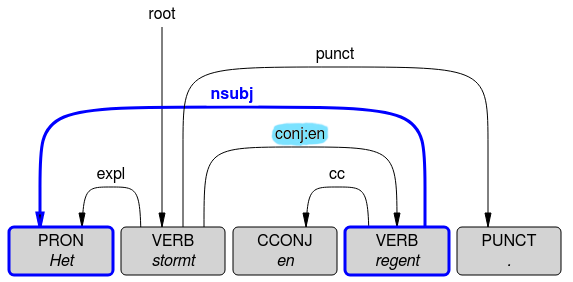 root
punct
nsubj
conj:en
expl
cc
PRON VERB CCONJ VERB PUNCT
Het stormt en regent .